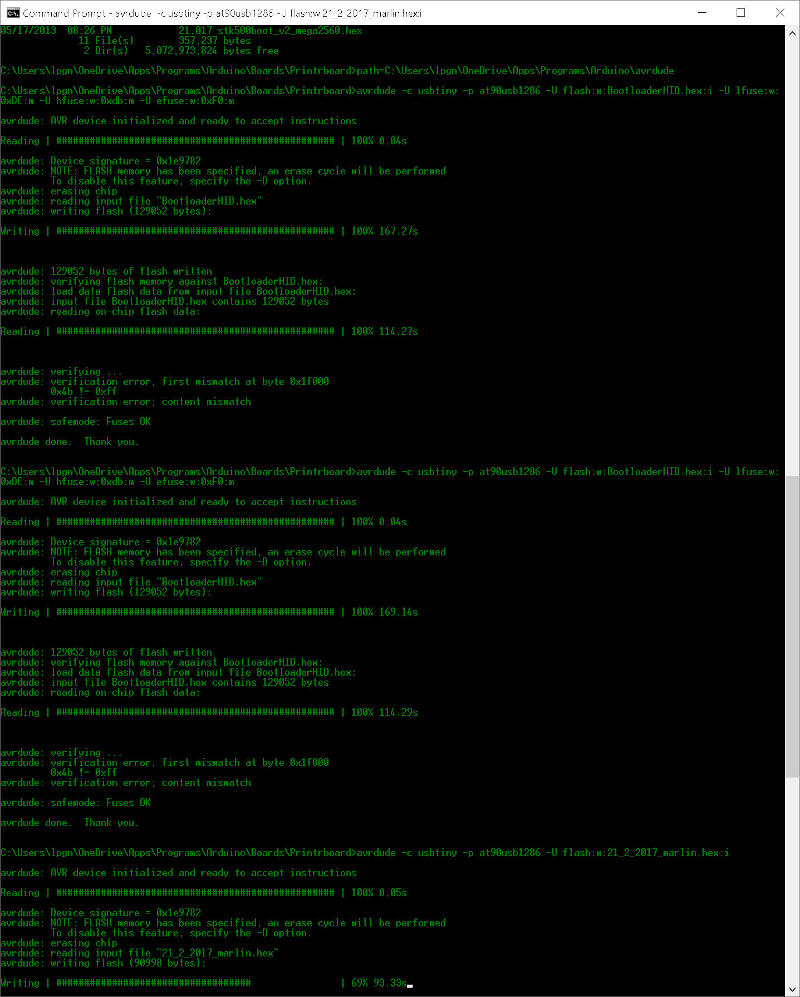 Command Prompt - avrdude -c usbtiny -p at90usb1286 -U flash:w:21_2_2017_marlin.hex:i
05/17/2013  08:26 PM            21,017 stk500boot_v2_mega2560.hex
11 File(s)        357,237 bytes
2 Dir(s)   5,072,973,824 bytes free
C:\Users\lpgn\OneDrive\Apps\Programs\Arduino\Boards\Printrboard>path=C:\Users\lpgn\OneDrive\Apps\Programs\Arduino\avrdude
C:\Users\lpgn\OneDrive\Apps\Programs\Arduino\Boards\Printrboard>avrdude -c usbtiny -p at90usb1286 -U flash:w:BootloaderHID.hex:i -U lfuse:w:
0xDE:m -U hfuse:w:0xdb:m -U efuse:w:0xF0:m
avrdude: AVR device initialized and ready to accept instructions
Reading | ################################################## | 100% 0.04s
avrdude: Device signature = 0x1e9782
avrdude: NOTE: FLASH memory has been specified, an erase cycle will be performed
To disable this feature, specify the -D option.
avrdude: erasing chip
avrdude: reading input file "BootloaderHID.hex"
avrdude: writing flash (129052 bytes):
Writing | ################################################## | 100% 167.27s
avrdude: 129052 bytes of flash written
avrdude: verifying flash memory against BootloaderHID.hex:
avrdude: load data flash data from input file BootloaderHID.hex:
avrdude: input file BootloaderHID.hex contains 129052 bytes
avrdude: reading on-chip flash data:
Reading | ################################################## | 100% 114.27s
avrdude: verifying ...
avrdude: verification error, first mismatch at byte 0x1f000
0x4b != 0xff
avrdude: verification error; content mismatch
avrdude: safemode: Fuses OK
avrdude done.  Thank you.
C:\Users\lpgn\OneDrive\Apps\Programs\Arduino\Boards\Printrboard>avrdude -c usbtiny -p at90usb1286 -U flash:w:BootloaderHID.hex:i -U lfuse:w:
0xDE:m -U hfuse:w:0xdb:m -U efuse:w:0xF0:m
avrdude: AVR device initialized and ready to accept instructions
Reading | ################################################## | 100% 0.04s
avrdude: Device signature = 0x1e9782
avrdude: NOTE: FLASH memory has been specified, an erase cycle will be performed
To disable this feature, specify the -D option.
avrdude: erasing chip
avrdude: reading input file "BootloaderHID.hex"
avrdude: writing flash (129052 bytes):
Writing | ################################################## | 100% 169.14s
avrdude: 129052 bytes of flash written
avrdude: verifying flash memory against BootloaderHID.hex:
avrdude: load data flash data from input file BootloaderHID.hex:
avrdude: input file BootloaderHID.hex contains 129052 bytes
avrdude: reading on-chip flash data:
Reading | ################################################## | 100% 114.29s
avrdude: verifying ...
avrdude: verification error, first mismatch at byte 0x1f000
0x4b != 0xff
avrdude: verification error; content mismatch
avrdude: safemode: Fuses OK
avrdude done.  Thank you.
C:\Users\lpgn\OneDrive\Apps\Programs\Arduino\Boards\Printrboard>avrdude -c usbtiny -p at90usb1286 -U flash:w:21_2_2017_marlin.hex:i
avrdude: AVR device initialized and ready to accept instructions
Reading | ################################################## | 100% 0.05s
avrdude: Device signature = 0x1e9782
avrdude: NOTE: FLASH memory has been specified, an erase cycle will be performed
To disable this feature, specify the -D option.
avrdude: erasing chip
avrdude: reading input file "21_2_2017_marlin.hex"
avrdude: writing flash (90998 bytes):
Writing | ###################################                | 69% 93.33s